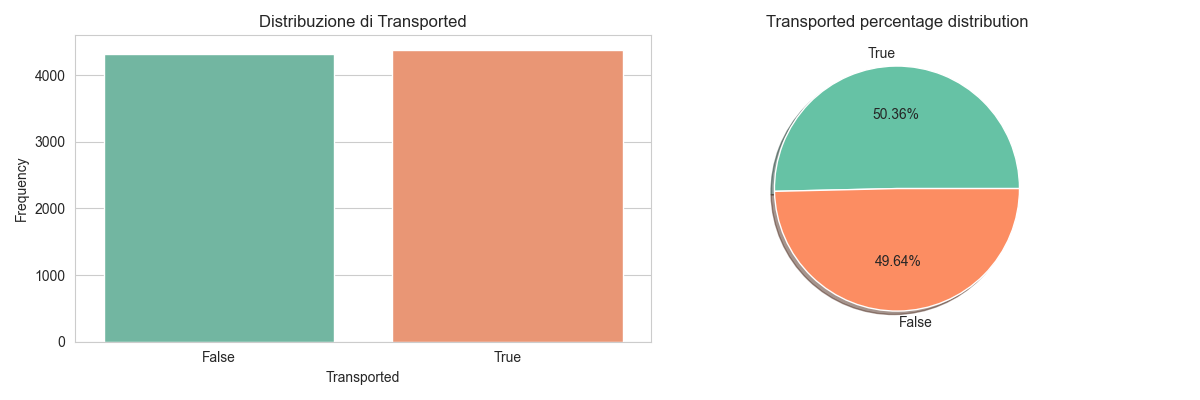 Distribuzione di Transported
Frequency
4000
3000
2000
1000
0
False
True
Transported
Transported percentage distribution
True
50.36%
49.64%
False